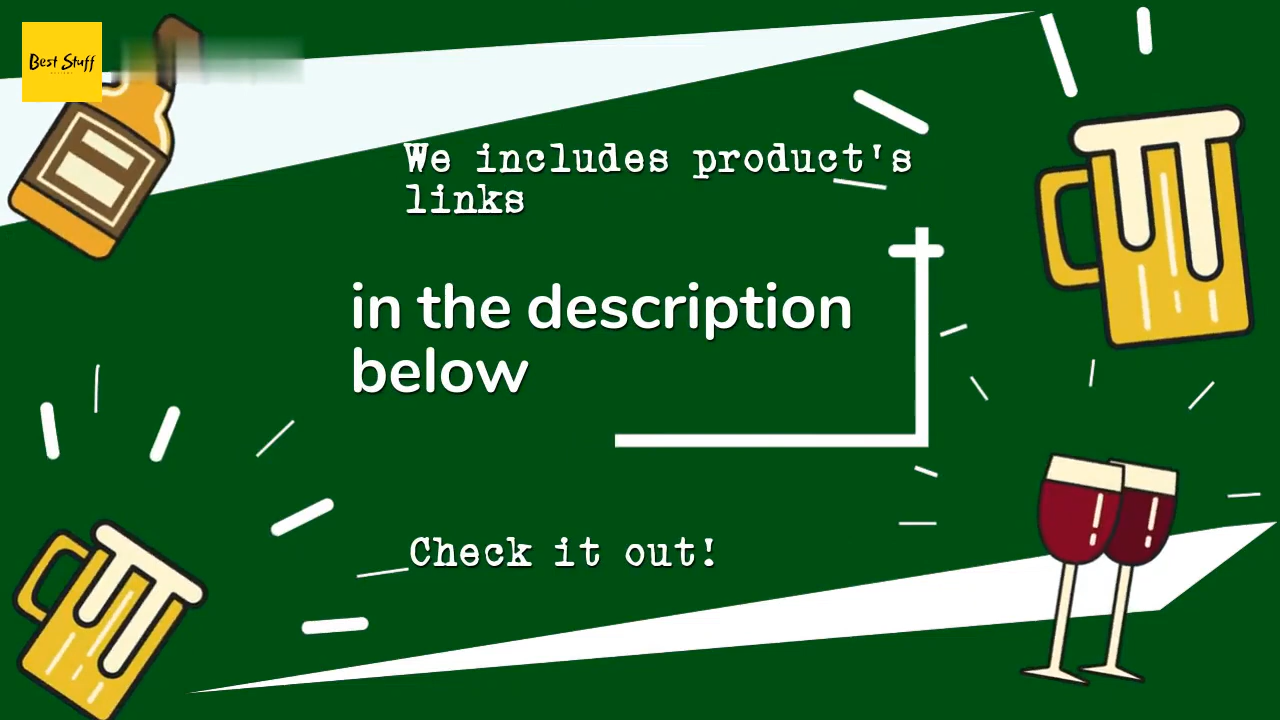 Best Stuff
We includes product's
links
in the description
below
Check it out!